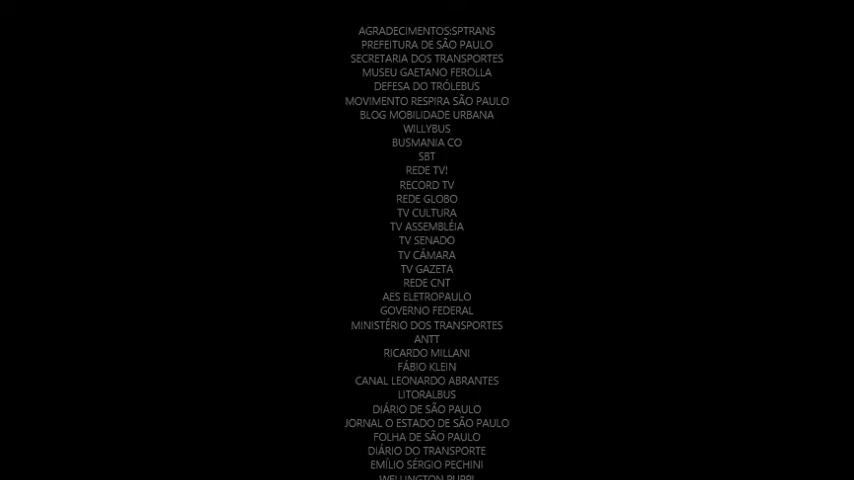 AGRADECIMENTOS:SPTRANS
PREFEITURA DE SÃO PAULO
SECRETARIA DOS TRANSPORTES
MUSEU GAETANO FEROLLA
DEFESA DO TRÓLEBUS
MOVIMENTO RESPIRA SÃO PAULO
BLOG MOBILIDADE URBANA
WILLYBUS
BUSMANIA CO
SBT
REDE TV!
RECORD TV
REDE GLOBO
TV CULTURA
TV ASSEMBLÉIA
TV SENADO
TV CÂMARA
TV GAZETA
REDE CNT
AES ELETROPAULO
GOVERNO FEDERAL
MINISTÉRIO DOS TRANSPORTES
ANTT
RICARDO MILLANI
FÁBIO KLEIN
CANAL LEONARDO ABRANTES
LITORALBUS
DIÁRIO DE SÃO PAULO
JORNAL O ESTADO DE SÃO PAULO
FOLHA DE SÃO PAULO
DIÁRIO DO TRANSPORTE
EMÍLIO SÉRGIO PECHINI
WELLINGTON